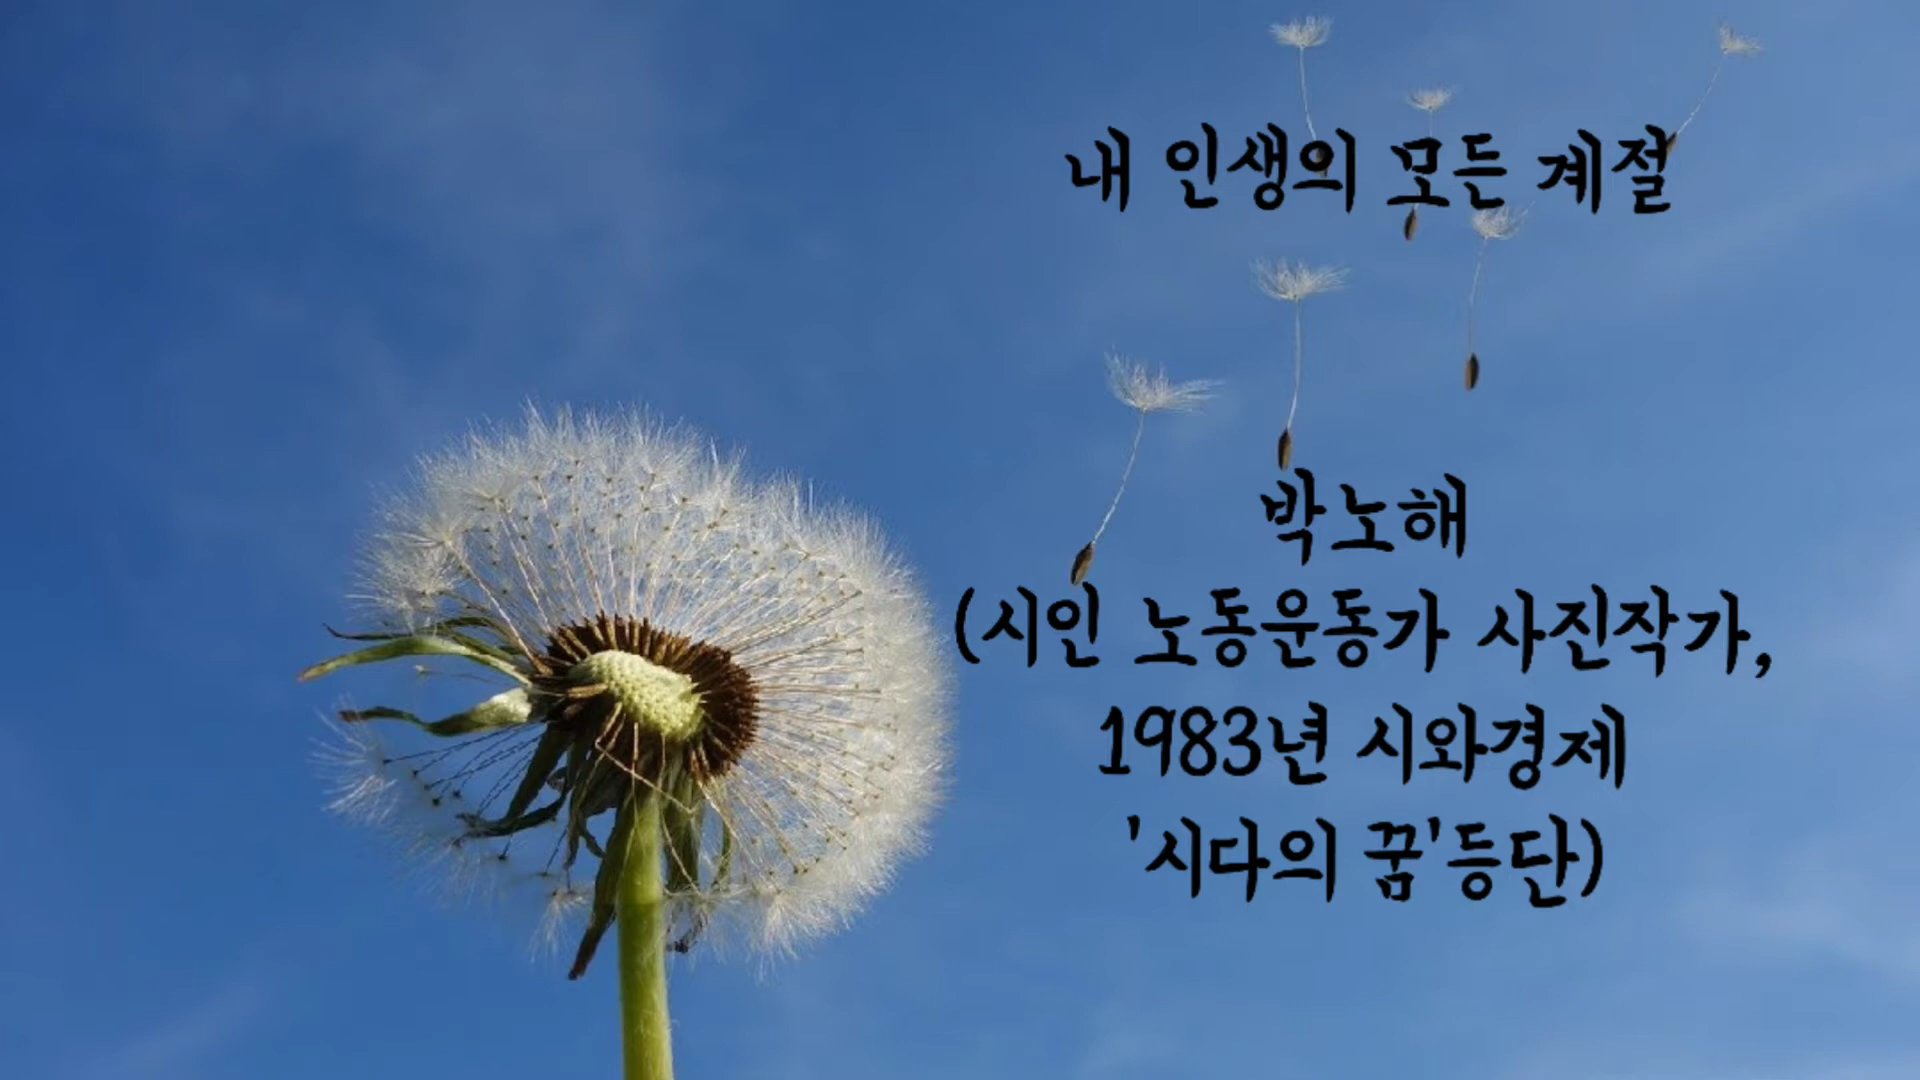 내 인생의 모든 계절
박노해
(시인 노동운동가 사진작가,
1983년 시와경제
'시다의 꿈'등단)